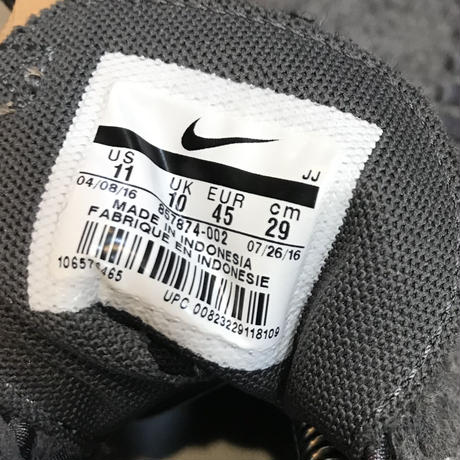 JJ
US UK EUR cm
11 10 45 29
04/08/16 07/26/16
857874-002
MADE IN INDONESIA
FABRIQUE EN INDONESIE
UPC 00823229118109